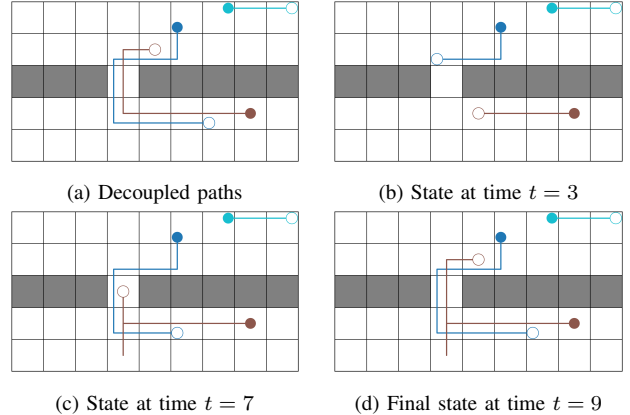 (a) Decoupled paths
(b) State at time t = 3
(c) State at time t = 7
(d) Final state at time t = 9